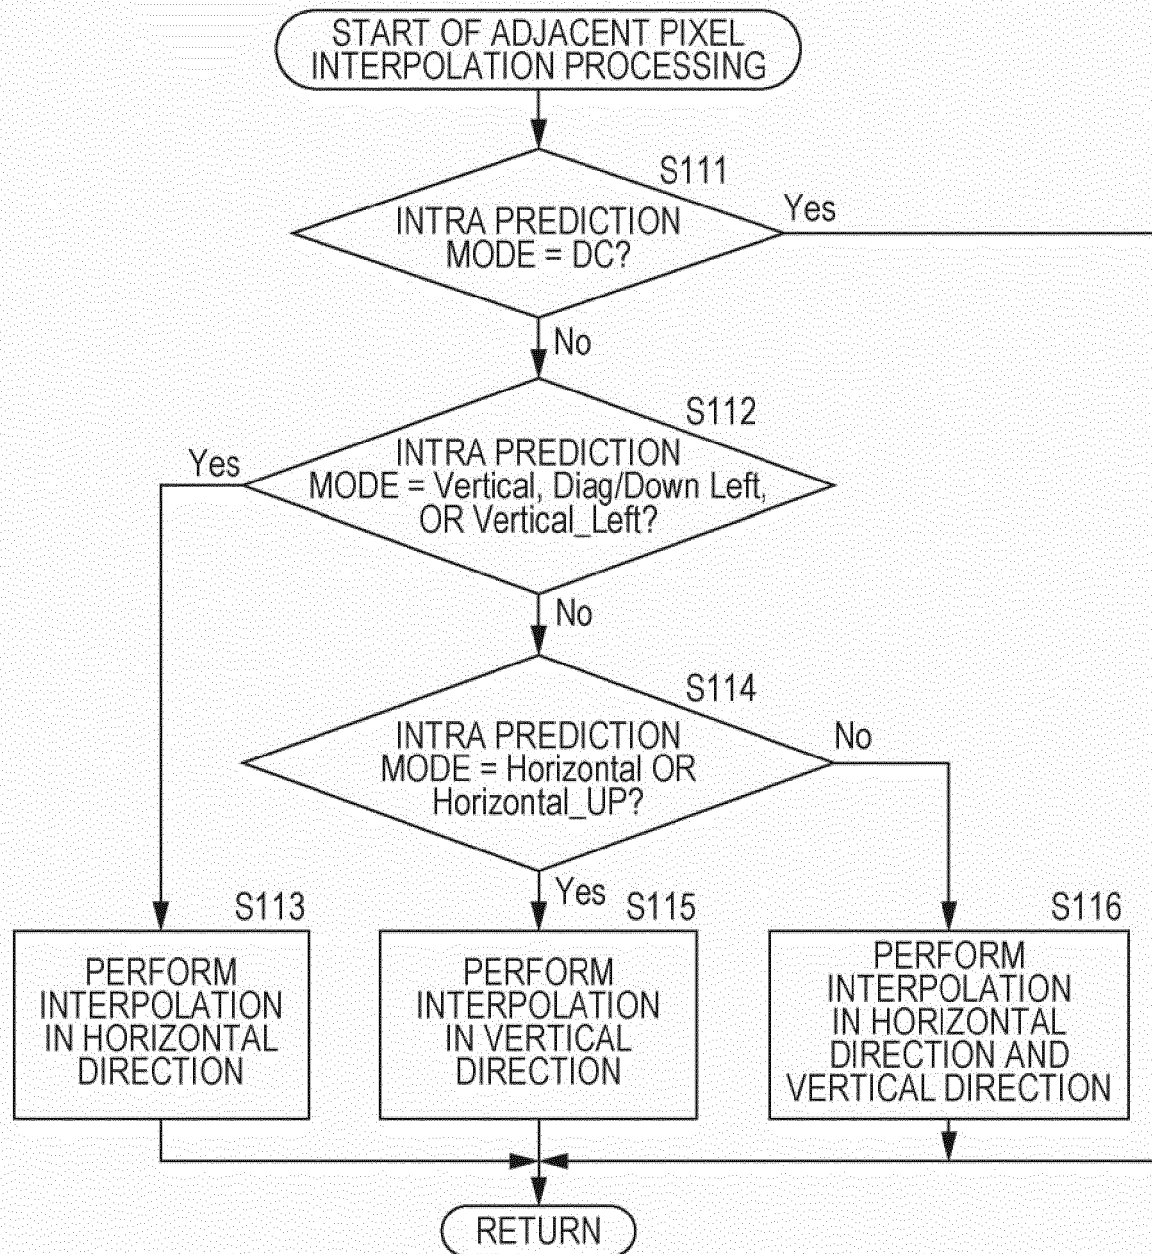 START OF ADJACENT PIXEL
INTERPOLATION PROCESSING
S111
INTRA PREDICTION
MODE = DC?
Yes
No
S112
INTRA PREDICTION
MODE = Vertical, Diag/Down Left,
OR Vertical_Left?
Yes
No
S114
INTRA PREDICTION
MODE = Horizontal OR
Horizontal_UP?
No
Yes
S113
PERFORM
INTERPOLATION
IN HORIZONTAL
DIRECTION
S115
PERFORM
INTERPOLATION
IN VERTICAL
DIRECTION
S116
PERFORM
INTERPOLATION
IN HORIZONTAL
DIRECTION AND
VERTICAL DIRECTION
RETURN